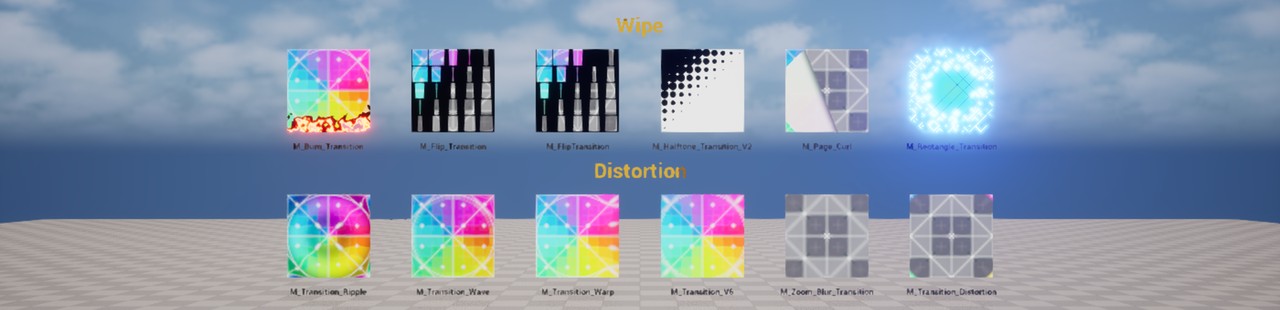 Wipe
M_Burn_Transition
M_Flip_Transition
M_FlipTransition
M_Halftone_Transition_V2
M_Page_Curl
M_Rectangle_Transition
Distortion
M_Transition_Ripple
M_Transition_Wave
M_Transition_Warp
M_Transition_V6
M_Zoom_Blur_Transition
M_Transition_Distortion